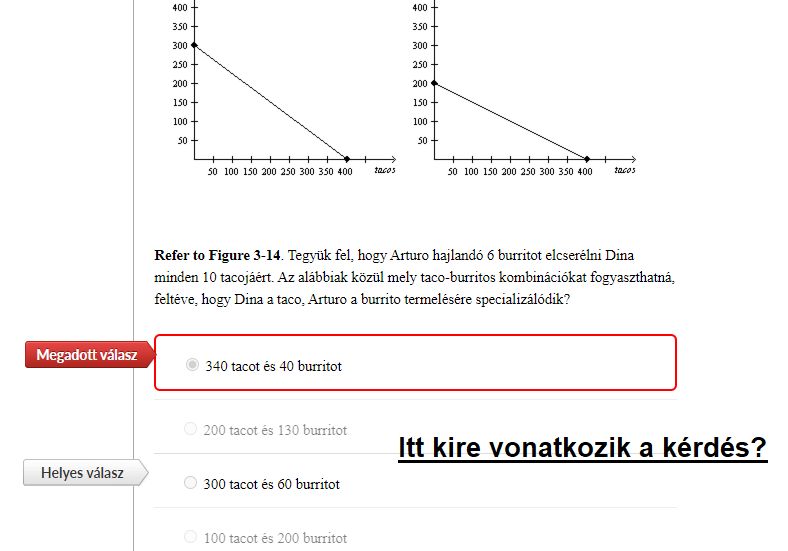 400
350
300
250
200
150
100
50
50 100 150 200 250 300 350 400 tacos
400
350
300
250
200
150
100
50
50 100 150 200 250 300 350 400 tacos
Refer to Figure 3-14. Tegyük fel, hogy Arturo hajlandó 6 burritot elcserélni Dina
minden 10 tacojáért. Az alábbiak közül mely taco-burritos kombinációkat fogyaszthatná,
feltéve, hogy Dina a taco, Arturo a burrito termelésére specializálódik?
Megadott válasz
340 tacot és 40 burritot
200 tacot és 130 burritot
Itt kire vonatkozik a kérdés?
Helyes válasz
300 tacot és 60 burritot
100 tacot és 200 burritot